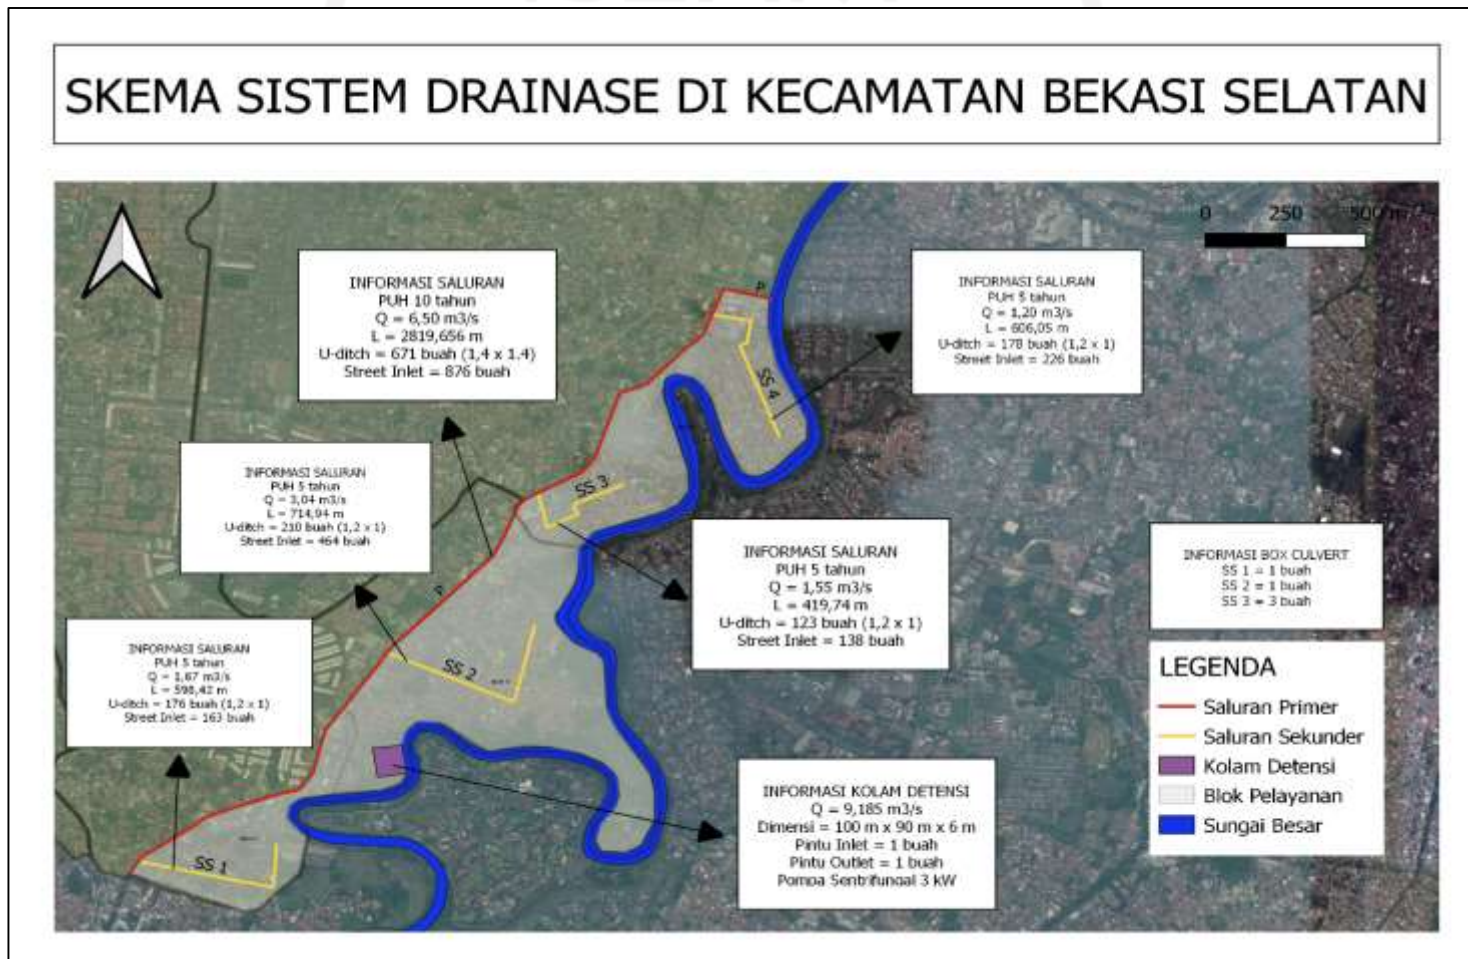 SKEMA SISTEM DRAINASE DI KECAMATAN BEKASI SELATAN
0 250 500 m
INFORMASI SALURAN
PUH 10 tahun
Q = 6,50 m3/s
L = 2819,656 m
U-ditch = 671 buah (1,4 x 1.4)
Street Inlet = 876 buah
INFORMASI SALURAN
PUH 5 tahun
Q = 1,20 m3/s
L = 606,05 m
U-ditch = 178 buah (1,2 x 1)
Street Inlet = 226 buah
P
SS 4
INFORMASI SALURAN
PUH 5 tahun
Q = 3,04 m3/s
L = 714,94 m
U-ditch = 210 buah (1,2 x 1)
Street Inlet = 464 buah
SS 3
INFORMASI SALURAN
PUH 5 tahun
Q = 1,55 m3/s
L = 419,74 m
U-ditch = 123 buah (1,2 x 1)
Street Inlet = 138 buah
INFORMASI BOX CULVERT
SS 1 = 1 buah
SS 2 = 1 buah
SS 3 = 3 buah
P
INFORMASI SALURAN
PUH 5 tahun
Q = 1,67 m3/s
L = 598,42 m
U-ditch = 176 buah (1,2 x 1)
Street Inlet = 163 buah
SS 2
LEGENDA
Saluran Primer
Saluran Sekunder
Kolam Detensi
Blok Pelayanan
Sungai Besar
INFORMASI KOLAM DETENSI
Q = 9,185 m3/s
Dimensi = 100 m x 90 m x 6 m
Pintu Inlet = 1 buah
Pintu Outlet = 1 buah
Pompa Sentrifungal 3 kW
SS 1